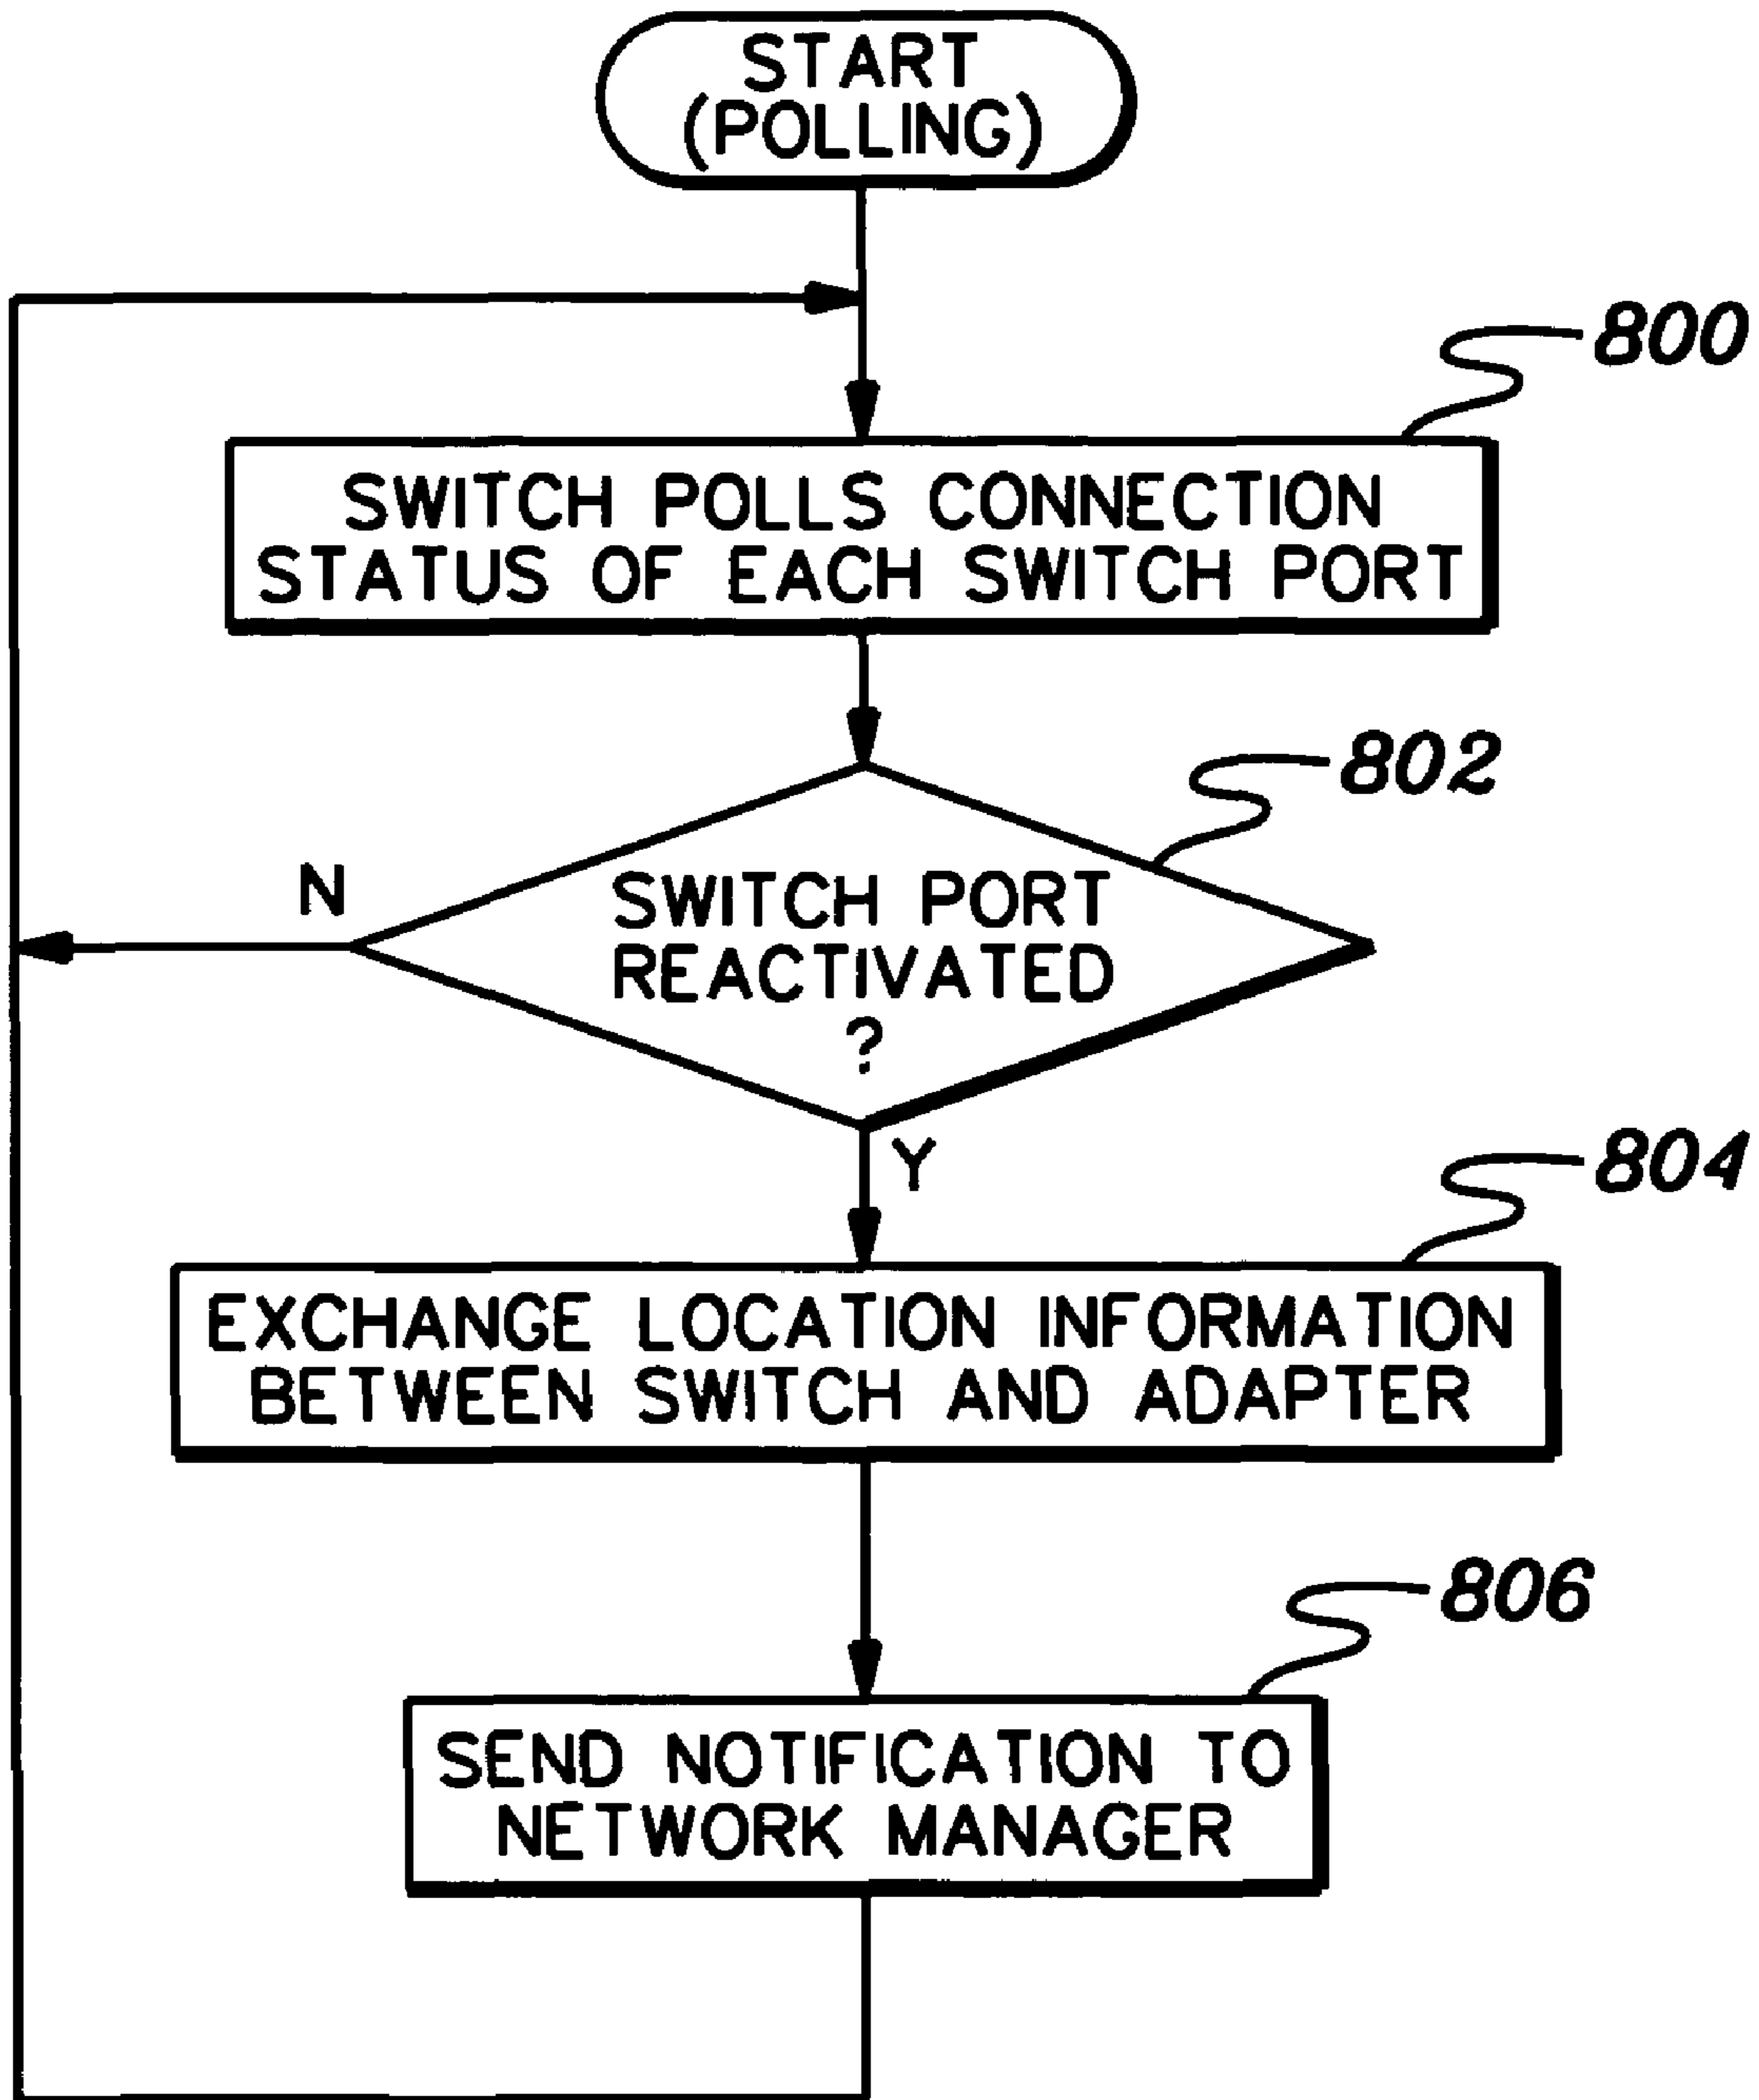 START
(POLLING)
800
SWITCH POLLS CONNECTION
STATUS OF EACH SWITCH PORT
802
N
SWITCH PORT
REACTIVATED
?
Y
804
EXCHANGE LOCATION INFORMATION
BETWEEN SWITCH AND ADAPTER
806
SEND NOTIFICATION TO
NETWORK MANAGER